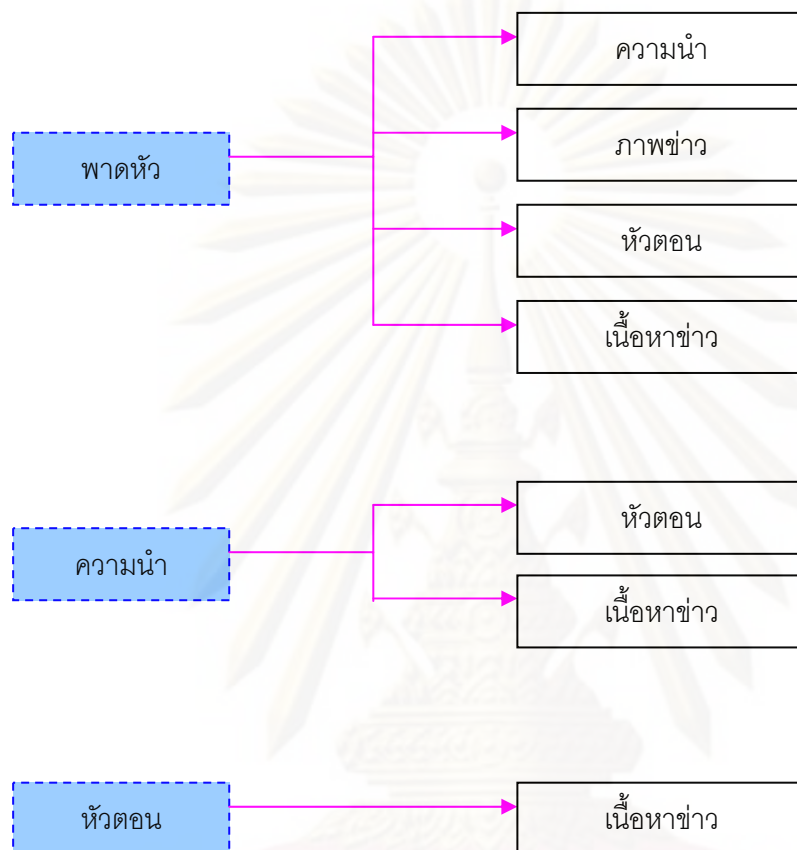 ความนำ
ภาพข่าว
พาดหัว
หัวตอน
เนื้อหาข่าว
หัวตอน
ความนำ
เนื้อหาข่าว
หัวตอน
เนื้อหาข่าว